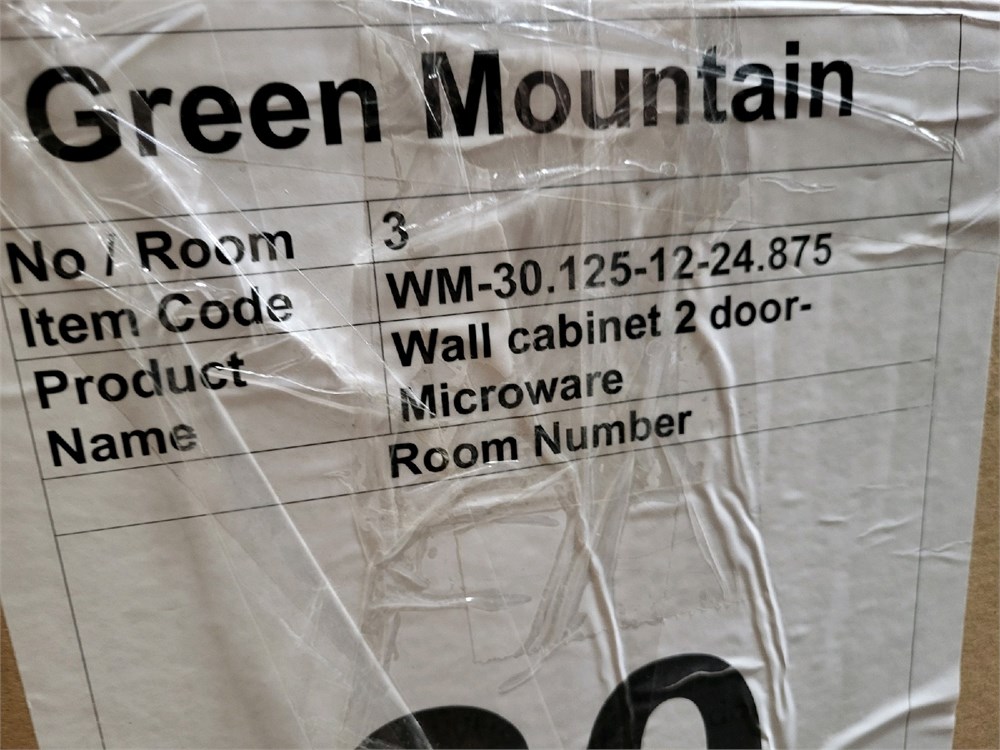 Green Mountain
No / Room 3
Item Code WM-30.125-12-24.875
Product Wall cabinet 2 door-
Name Microware
Room Number